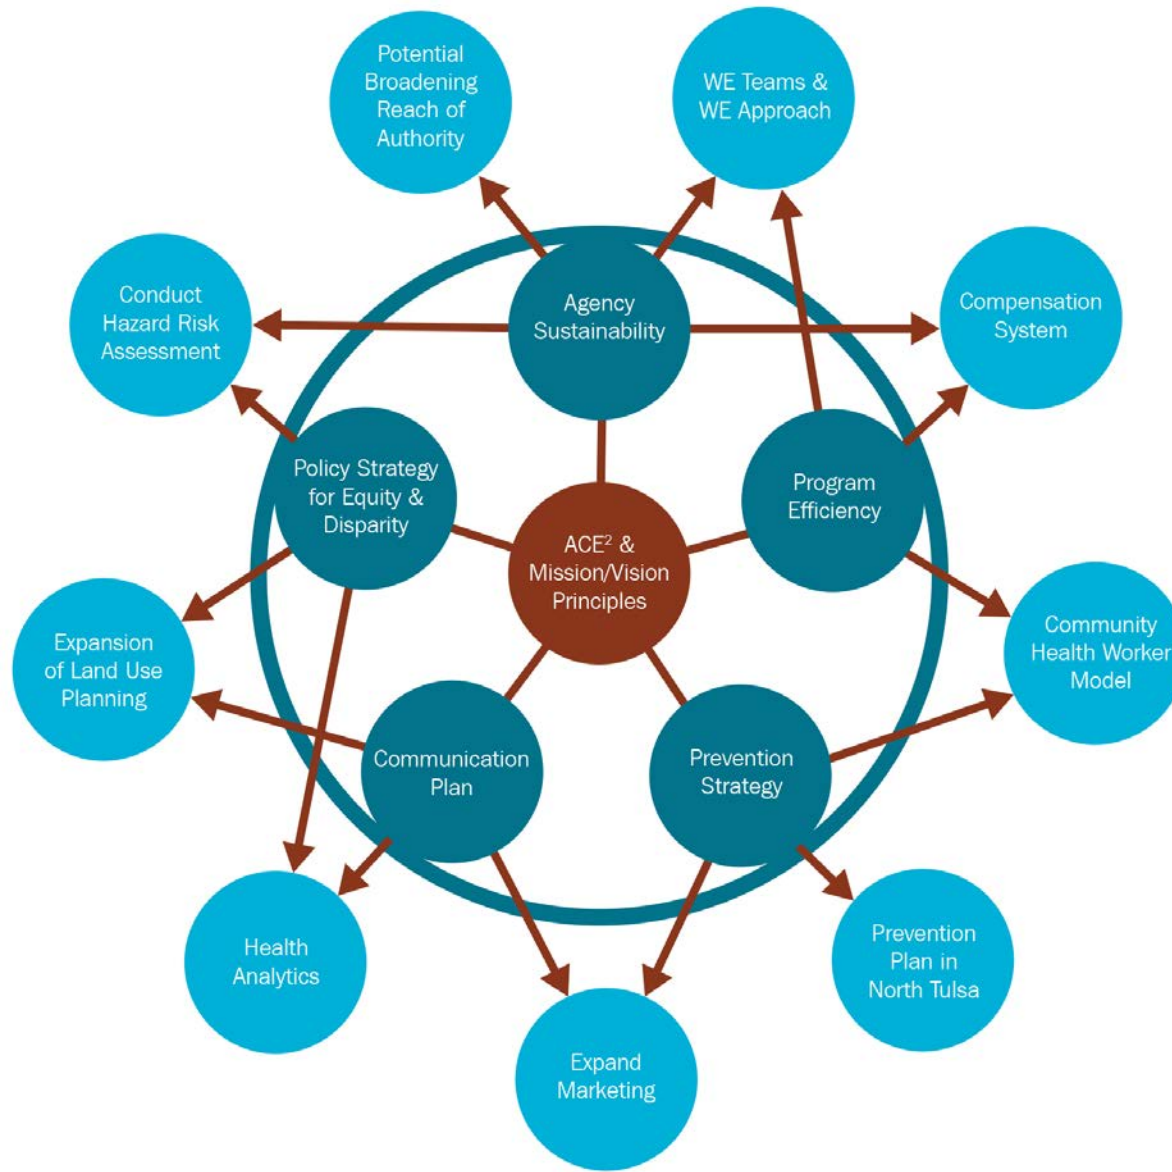 Potential
Broadening
Reach of
Authority
WE Teams &
WE Approach
Conduct
Hazard Risk
Assessment
Agency
Sustainability
Compensation
System
Policy Strategy
for Equity &
Disparity
Program
Efficiency
ACE² &
Mission/Vision
Principles
Expansion
of Land Use
Planning
Community
Health Worker
Model
Communication
Plan
Prevention
Strategy
Health
Analytics
Prevention
Plan in
North Tulsa
Expand
Marketing